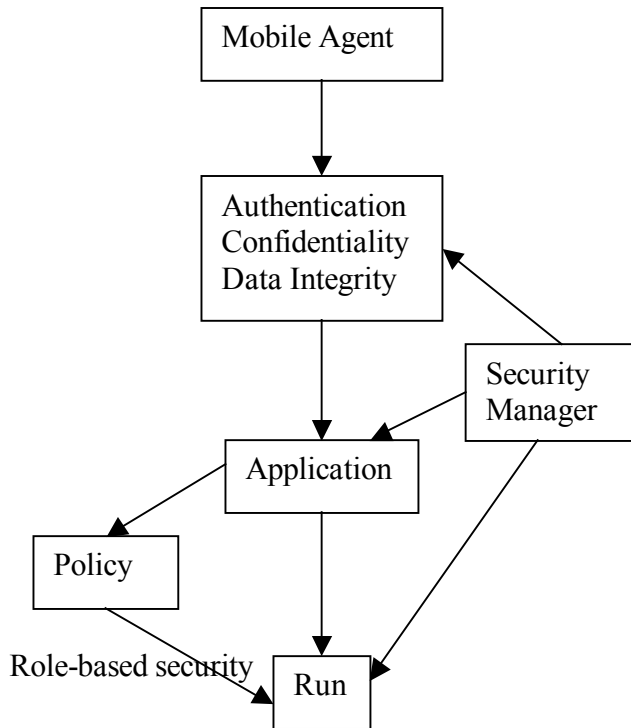 Mobile Agent
Authentication
Confidentiality
Data Integrity
Security
Manager
Application
Policy
Role-based security
Run